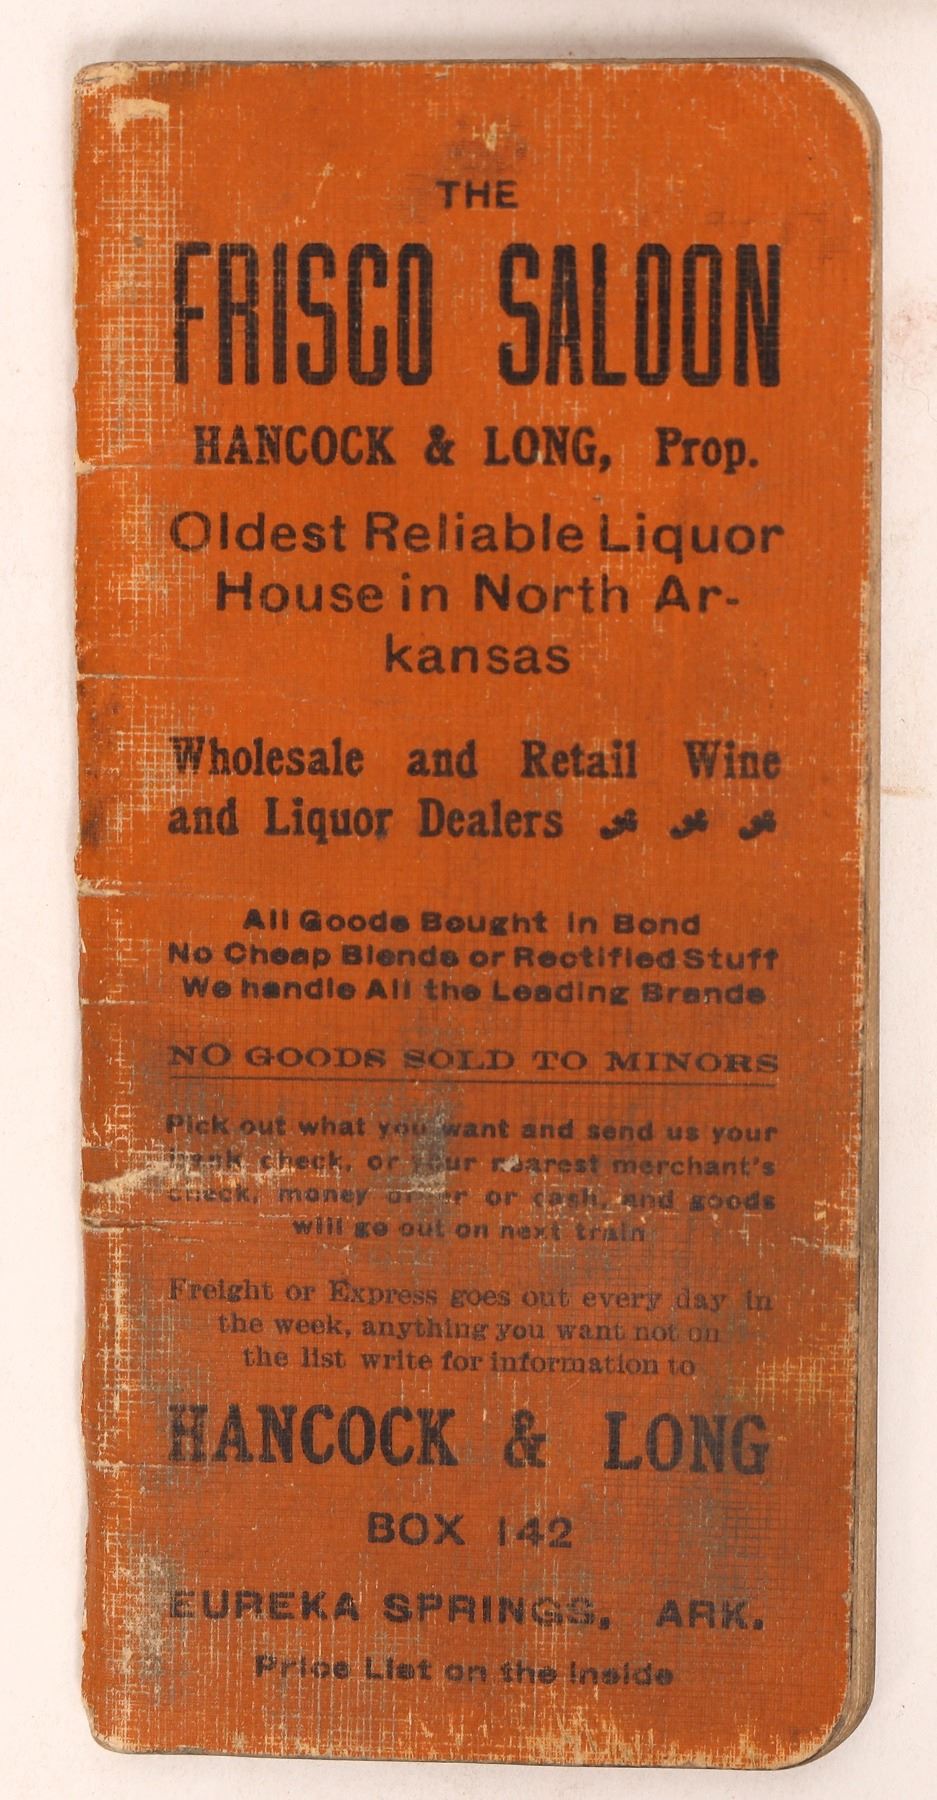 THE
FRISCO SALOON
HANCOCK & LONG, Prop.
Oldest Reliable Liquor
House in North Ar-
kansas
Wholesale and Retail Wine
and Liquor Dealers
All Goods Bought in Bond
No Cheap Blends or Rectified Stuff
We handle All the Leading Brands
NO GOODS SOLD TO MINORS
Pick out what you want and send us your
bank check, or your nearest merchant's
check, money order or cash, and goods
will go out on next train
Freight or Express goes out every day in
the week, anything you want not on
the list write for information to
HANCOCK & LONG
BOX 142
EUREKA SPRINGS, ARK.
Price List on the Inside